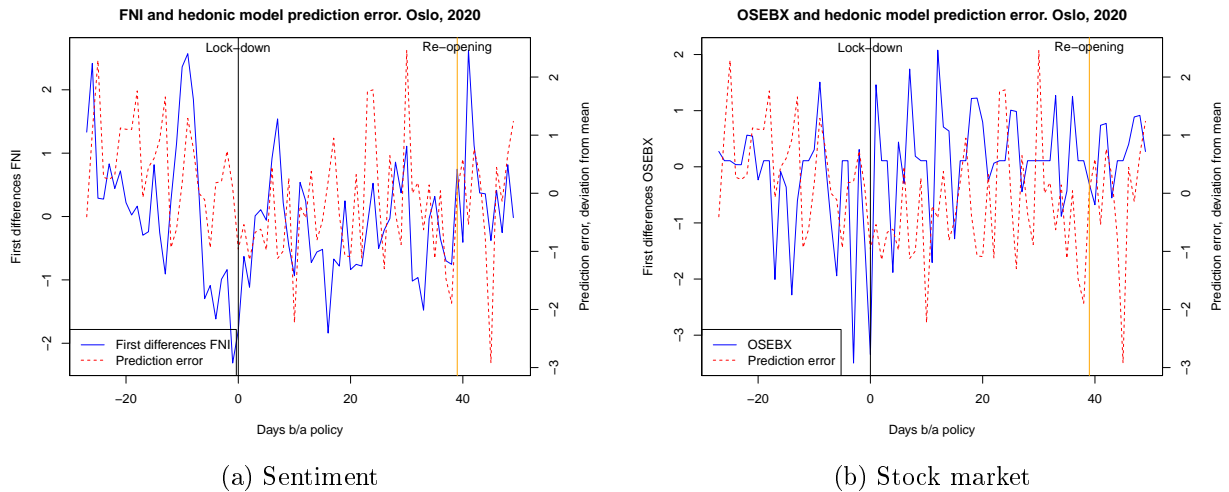 FNI and hedonic model prediction error. Oslo, 2020
Lock−down
Re−opening
First differences FNI
2
1
0
−1
−2
2
1
0
−1
−2
−3
Prediction error, deviation from mean
First differences FNI
Prediction error
−20
0
20
40
Days b/a policy
(a) Sentiment
OSEBX and hedonic model prediction error. Oslo, 2020
Lock−down
Re−opening
First differences OSEBX
2
1
0
−1
−2
−3
2
1
0
−1
−2
−3
Prediction error, deviation from mean
OSEBX
Prediction error
−20
0
20
40
Days b/a policy
(b) Stock market